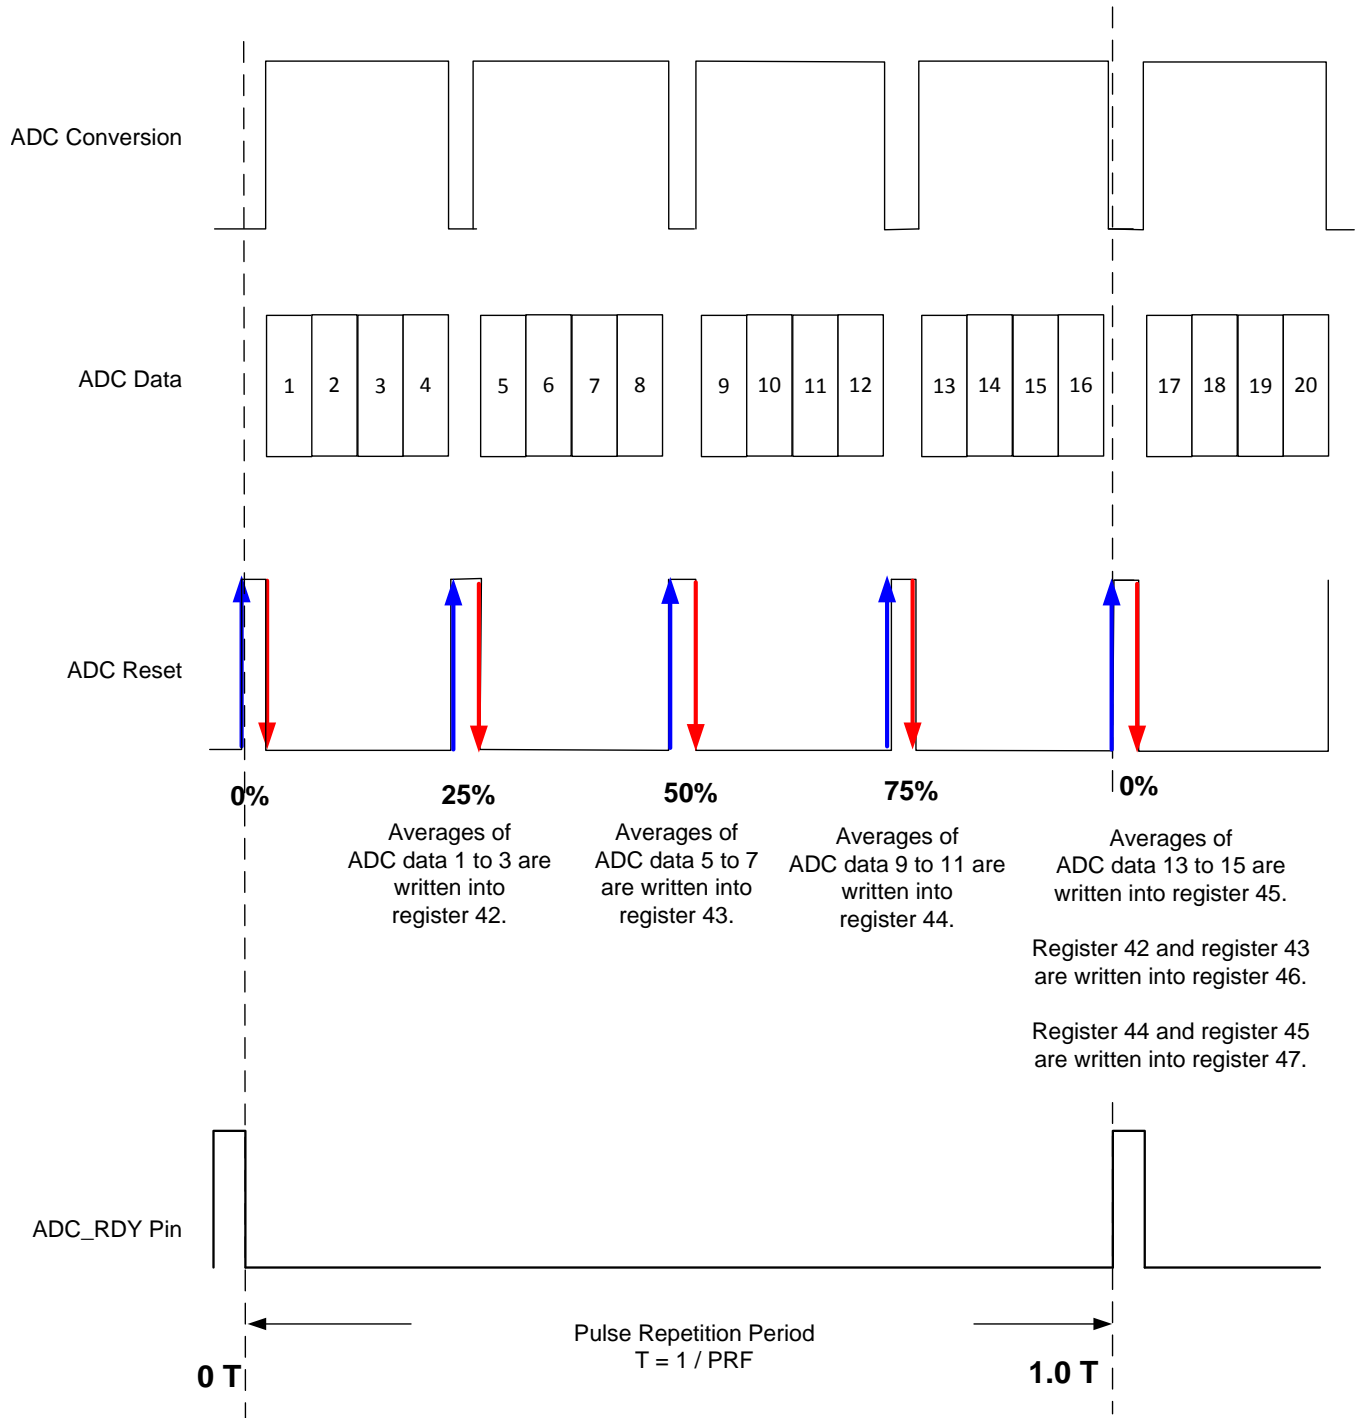 ADC Conversion
ADC Data
1 2 3 4 5 6 7 8 9 10 11 12 13 14 15 16 17 18 19 20
ADC Reset
0% 25% 50% 75% 0%
Averages of
ADC data 1 to 3 are
written into
register 42.
Averages of
ADC data 5 to 7
are written into
register 43.
Averages of
ADC data 9 to 11 are
written into
register 44.
Averages of
ADC data 13 to 15 are
written into register 45.
Register 42 and register 43
are written into register 46.
Register 44 and register 45
are written into register 47.
ADC_RDY Pin
Pulse Repetition Period
T = 1 / PRF
0 T
1.0 T